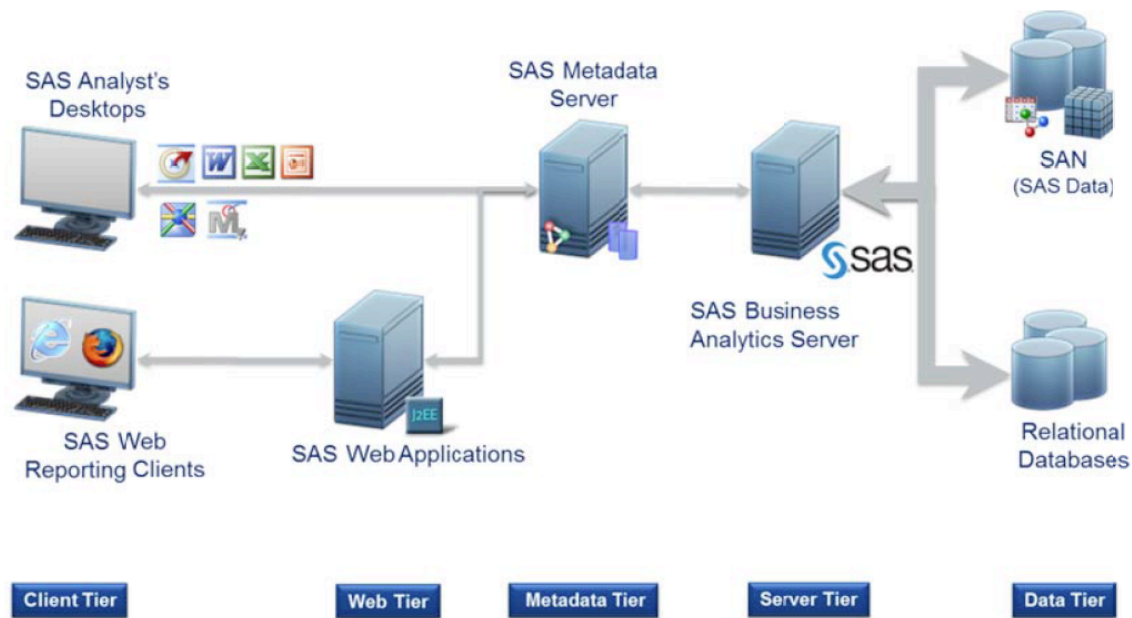 SAS Analyst's
Desktops
SAS Metadata
Server
SAN
(SAS Data)
sas
SAS Business
Analytics Server
J2EE
SAS Web
Reporting Clients
SAS Web Applications
Relational
Databases
Client Tier
Web Tier
Metadata Tier
Server Tier
Data Tier